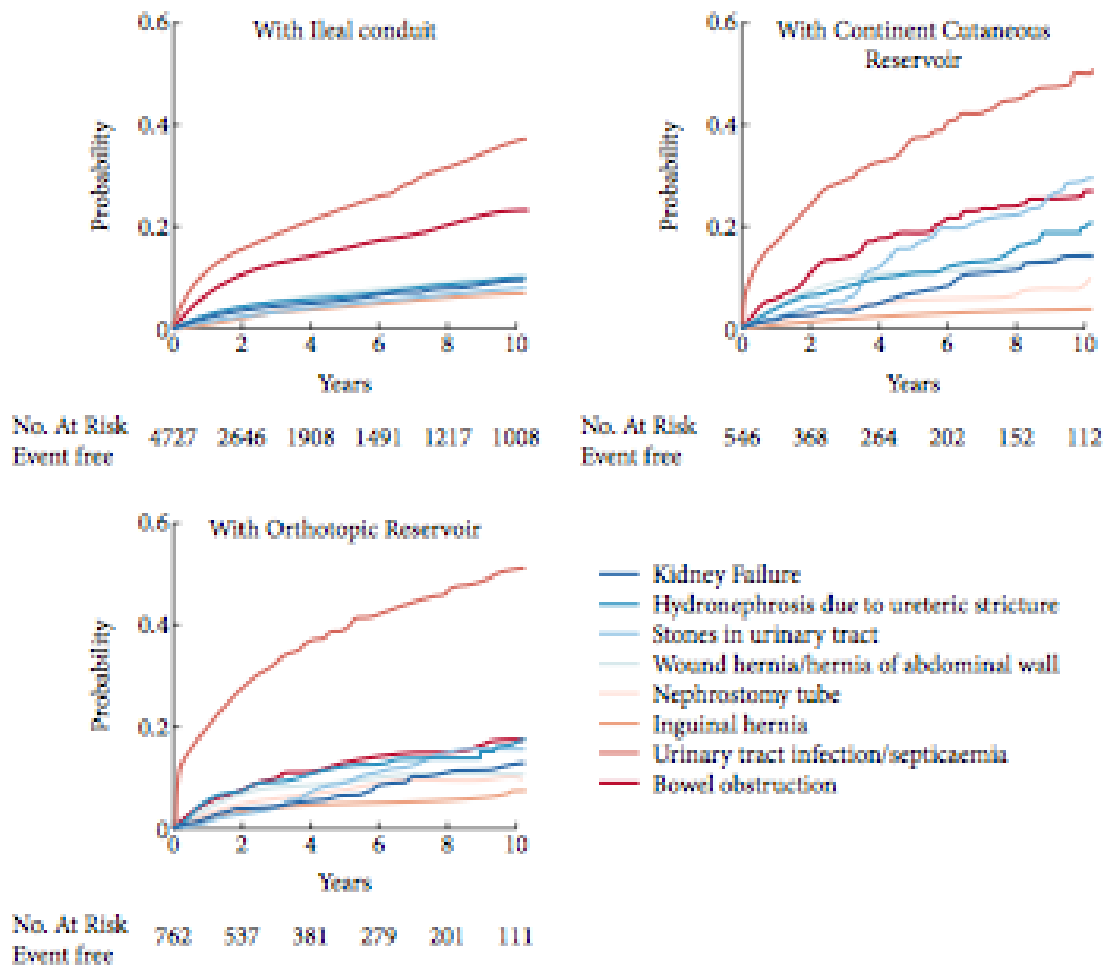 With Ileal conduit
0.6
0.4
0.2
0
Probability
0 2 4 6 8 10
Years
No. At Risk 4727 2646 1908 1491 1217 1008
Event free
With Continent Cutaneous
Reservoir
0.6
0.4
0.2
0
Probability
0 2 4 6 8 10
Years
No. At Risk 546 368 264 202 152 112
Event free
With Orthotopic Reservoir
0.6
0.4
0.2
0
Probability
0 2 4 6 8 10
Years
No. At Risk 762 537 381 279 201 111
Event free
Kidney Failure
Hydronephrosis due to ureteric stricture
Stones in urinary tract
Wound hernia/hernia of abdominal wall
Nephrostomy tube
Inguinal hernia
Urinary tract infection/septicaemia
Bowel obstruction